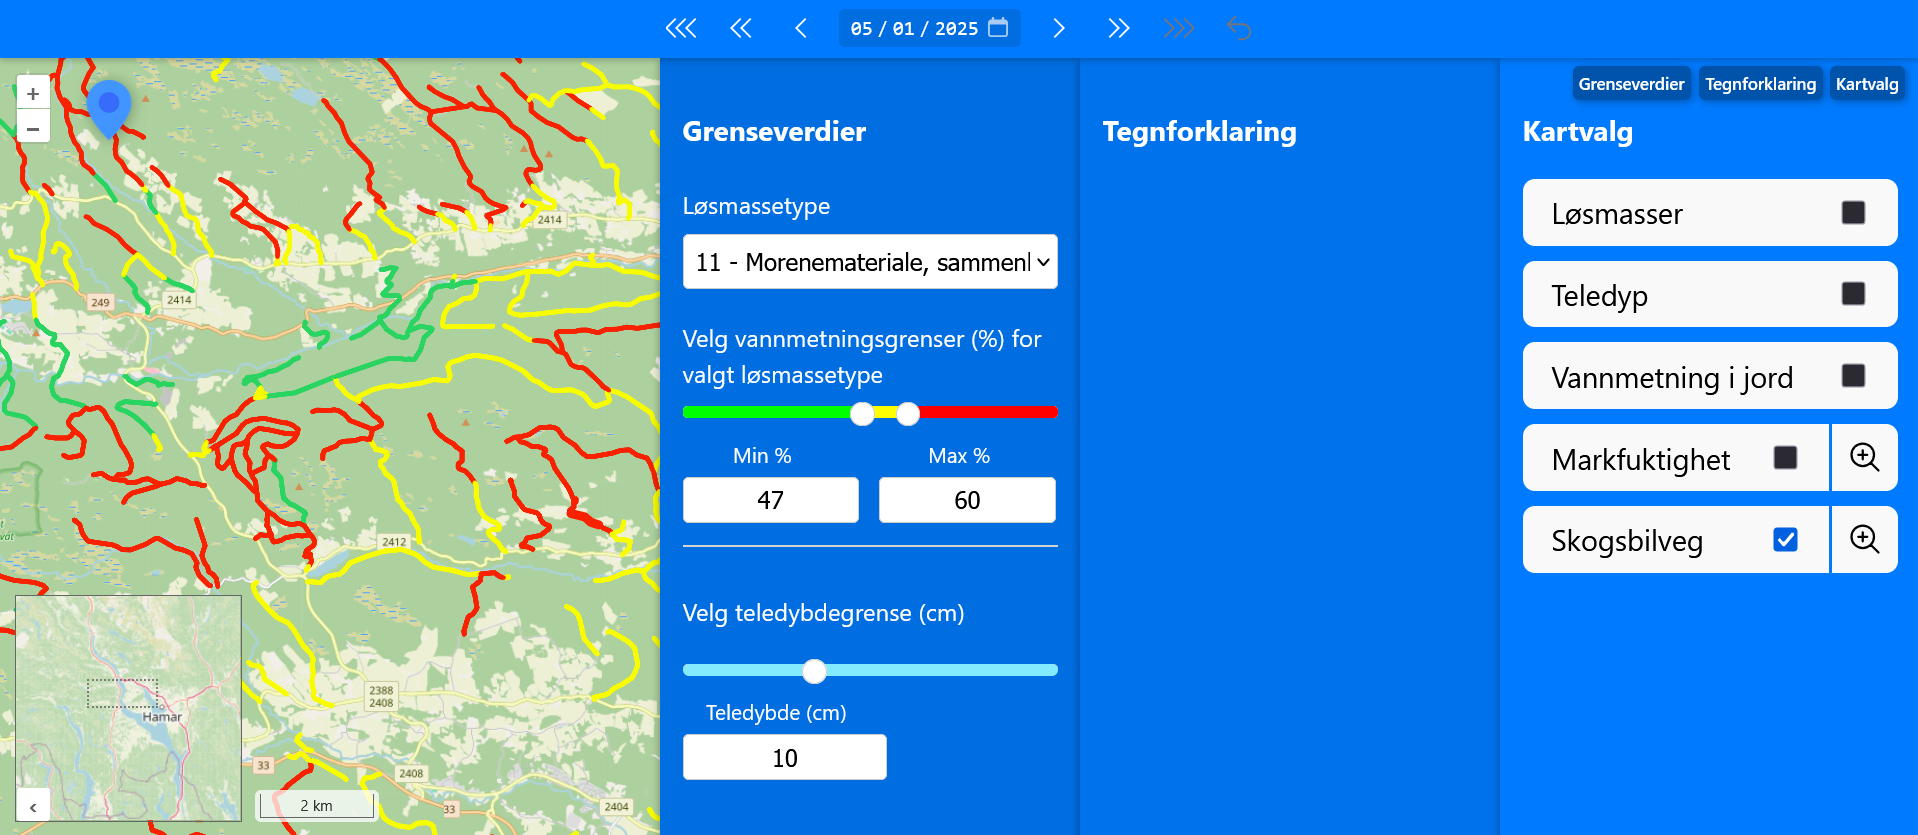 05 / 01 / 2025
Grenseverdier
Tegnforklaring
Kartvalg
+
−
Grenseverdier
Tegnforklaring
Kartvalg
Løsmassetype
11 - Morenemateriale, sammenl
Velg vannmetningsgrenser (%) for
valgt løsmassetype
Min %
Max %
47
60
Velg teledybdegrense (cm)
Teledybde (cm)
10
Løsmasser
Teledyp
Vannmetning i jord
Markfuktighet
Skogsbilveg
2414
249
2414
2412
2388
2408
33
2408
33
2404
Hamar
‹
2 km